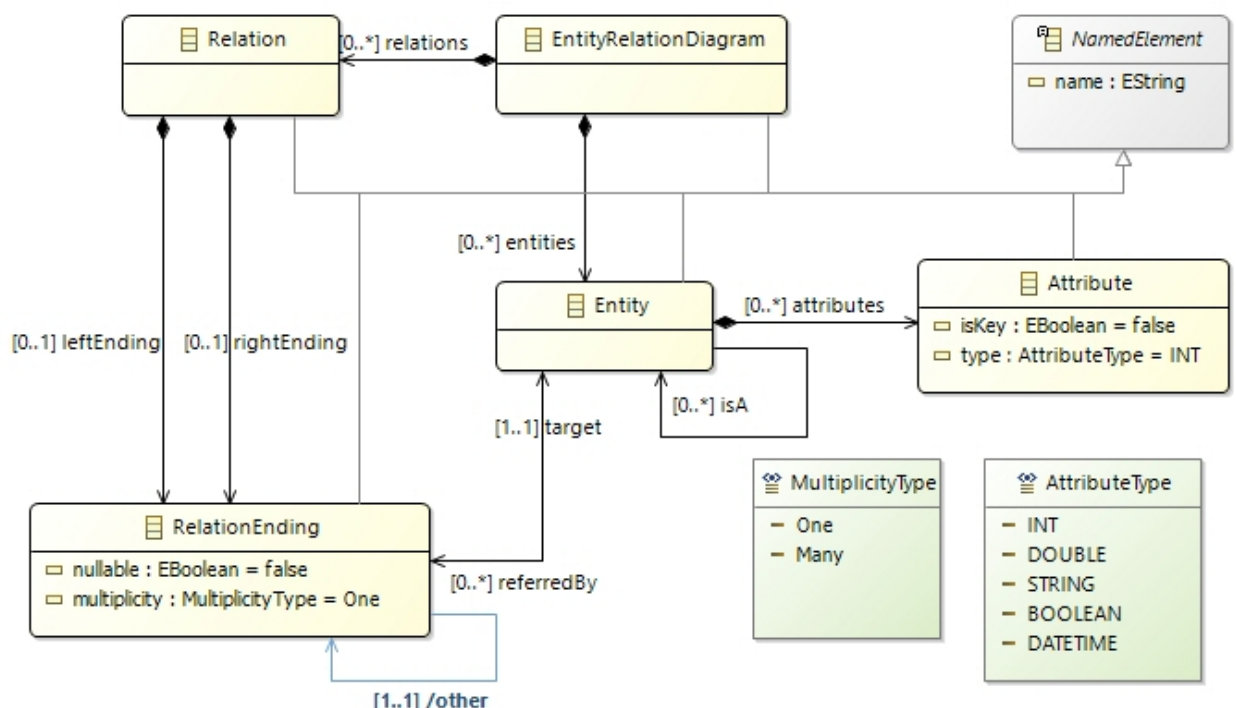 Relation
[0..*] relations
EntityRelationDiagram
NamedElement
name : EString
[0..*] entities
Entity
[0..*] attributes
Attribute
isKey : EBoolean = false
type : AttributeType = INT
[0..1] leftEnding
[0..1] rightEnding
[0..*] isA
[1..1] target
RelationEnding
nullable : EBoolean = false
multiplicity : MultiplicityType = One
[0..*] referredBy
[1..1] /other
MultiplicityType
One
Many
AttributeType
INT
DOUBLE
STRING
BOOLEAN
DATETIME